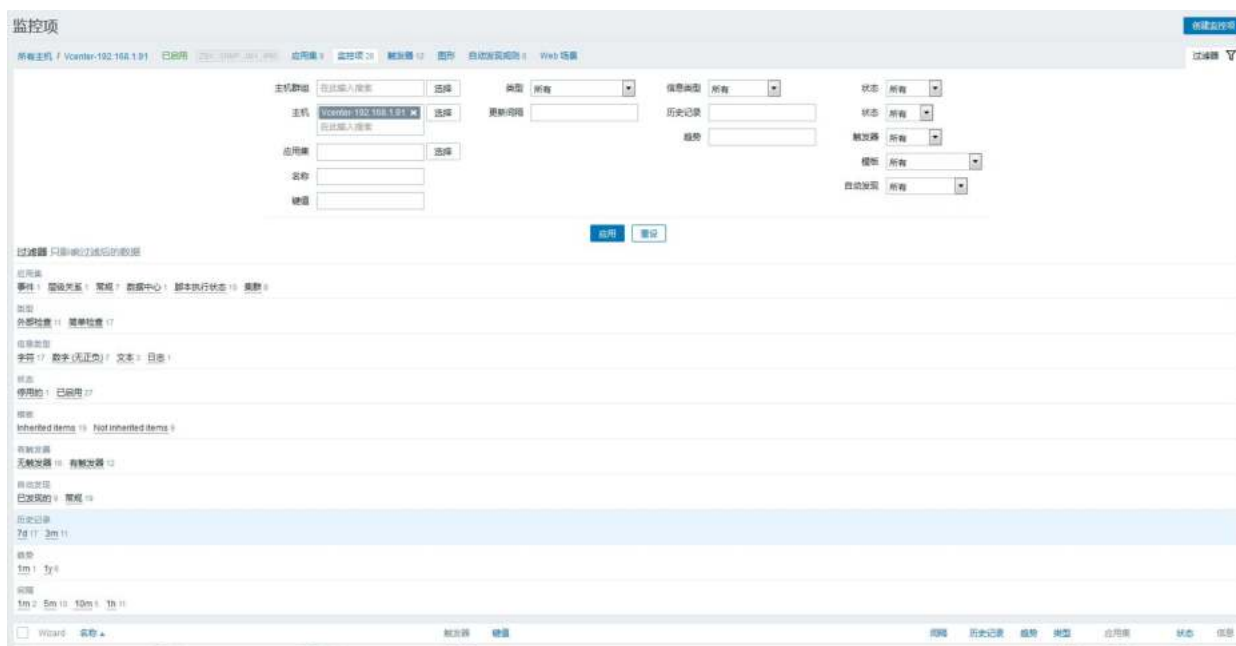 监控项
创建监控项
所有主机 / Vcenter-192.168.1.91 已启用 ZBX SNMP JMX IPMI 应用集 6 监控项 28 触发器 12 图形 自动发现规则 6 Web 场景
过滤器
主机群组 在此输入搜索 选择 类型 所有 信息类型 所有 状态 所有
主机 Vcenter-192.168.1.91 选择 更新间隔 历史记录 状态 所有
在此输入搜索
趋势 触发器 所有
应用集 选择
模板 所有
名称
自动发现 所有
键值
应用 重设
过滤器 只影响过滤后的数据
应用集
事件 1 层级关系 1 常规 7 数据中心 1 脚本执行状态 10 集群 8
类型
外部检查 11 简单检查 17
信息类型
字符 17 数字 (无正负) 7 文本 3 日志 1
状态
停用的 1 已启用 27
模板
Inherited items 19 Not inherited items 9
有触发器
无触发器 16 有触发器 12
自动发现
已发现的 9 常规 19
历史记录
7d 17 3m 11
趋势
1m 1 1y 6
间隔
1m 2 5m 10 10m 5 1h 11
Wizard 名称 触发器 键值 间隔 历史记录 趋势 类型 应用集 状态 信息